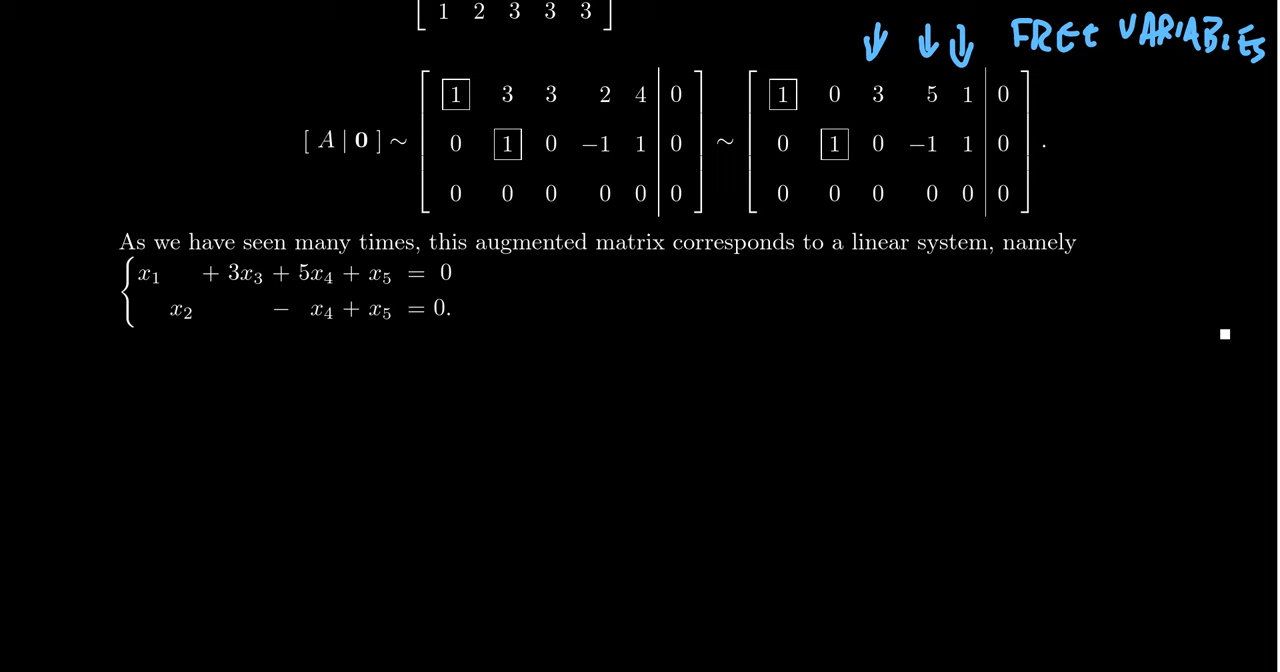 1 2 3 3 3
FREE VARIABLES
1 3 3 2 4 0 1 0 3 5 1 0
[ A | 0 ] ∼ 0 1 0 −1 1 0 ∼ 0 1 0 −1 1 0 .
0 0 0 0 0 0 0 0 0 0 0 0
As we have seen many times, this augmented matrix corresponds to a linear system, namely
x₁ + 3x₃ + 5x₄ + x₅ = 0
x₂ − x₄ + x₅ = 0.